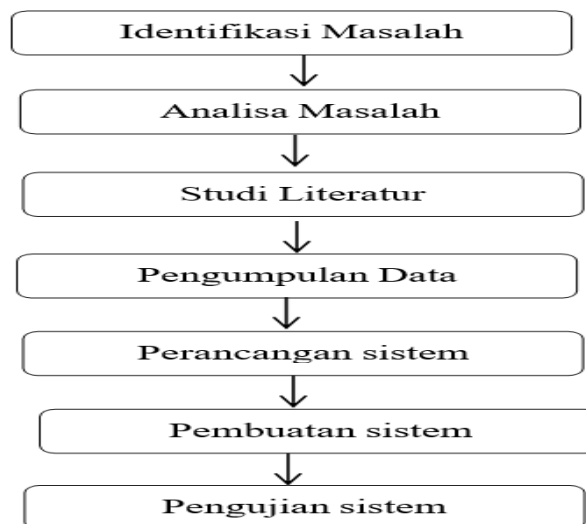 Identifikasi Masalah
Analisa Masalah
Studi Literatur
Pengumpulan Data
Perancangan sistem
Pembuatan sistem
Pengujian sistem